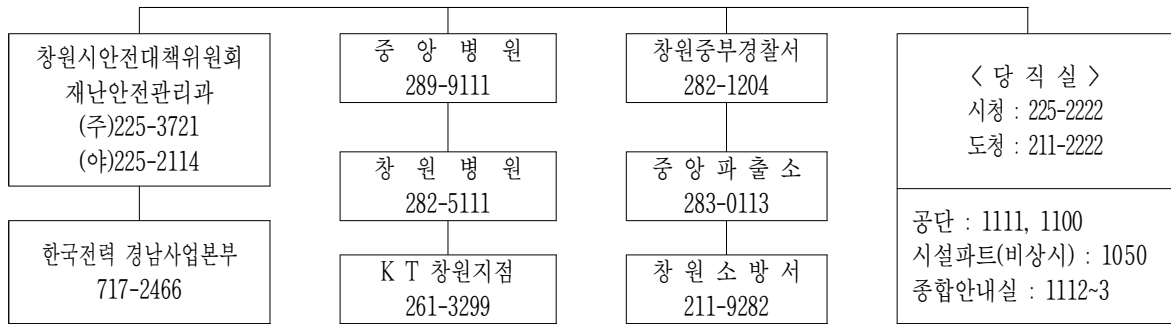 창원시안전대책위원회
재난안전관리과
(주)225-3721
(야)225-2114
한국전력 경남사업본부
717-2466
중 앙 병 원
289-9111
창 원 병 원
282-5111
K T 창원지점
261-3299
창원중부경찰서
282-1204
중 앙 파 출 소
283-0113
창 원 소 방 서
211-9282
< 당 직 실 >
시청 : 225-2222
도청 : 211-2222
공단 : 1111, 1100
시설파트(비상시) : 1050
종합안내실 : 1112~3